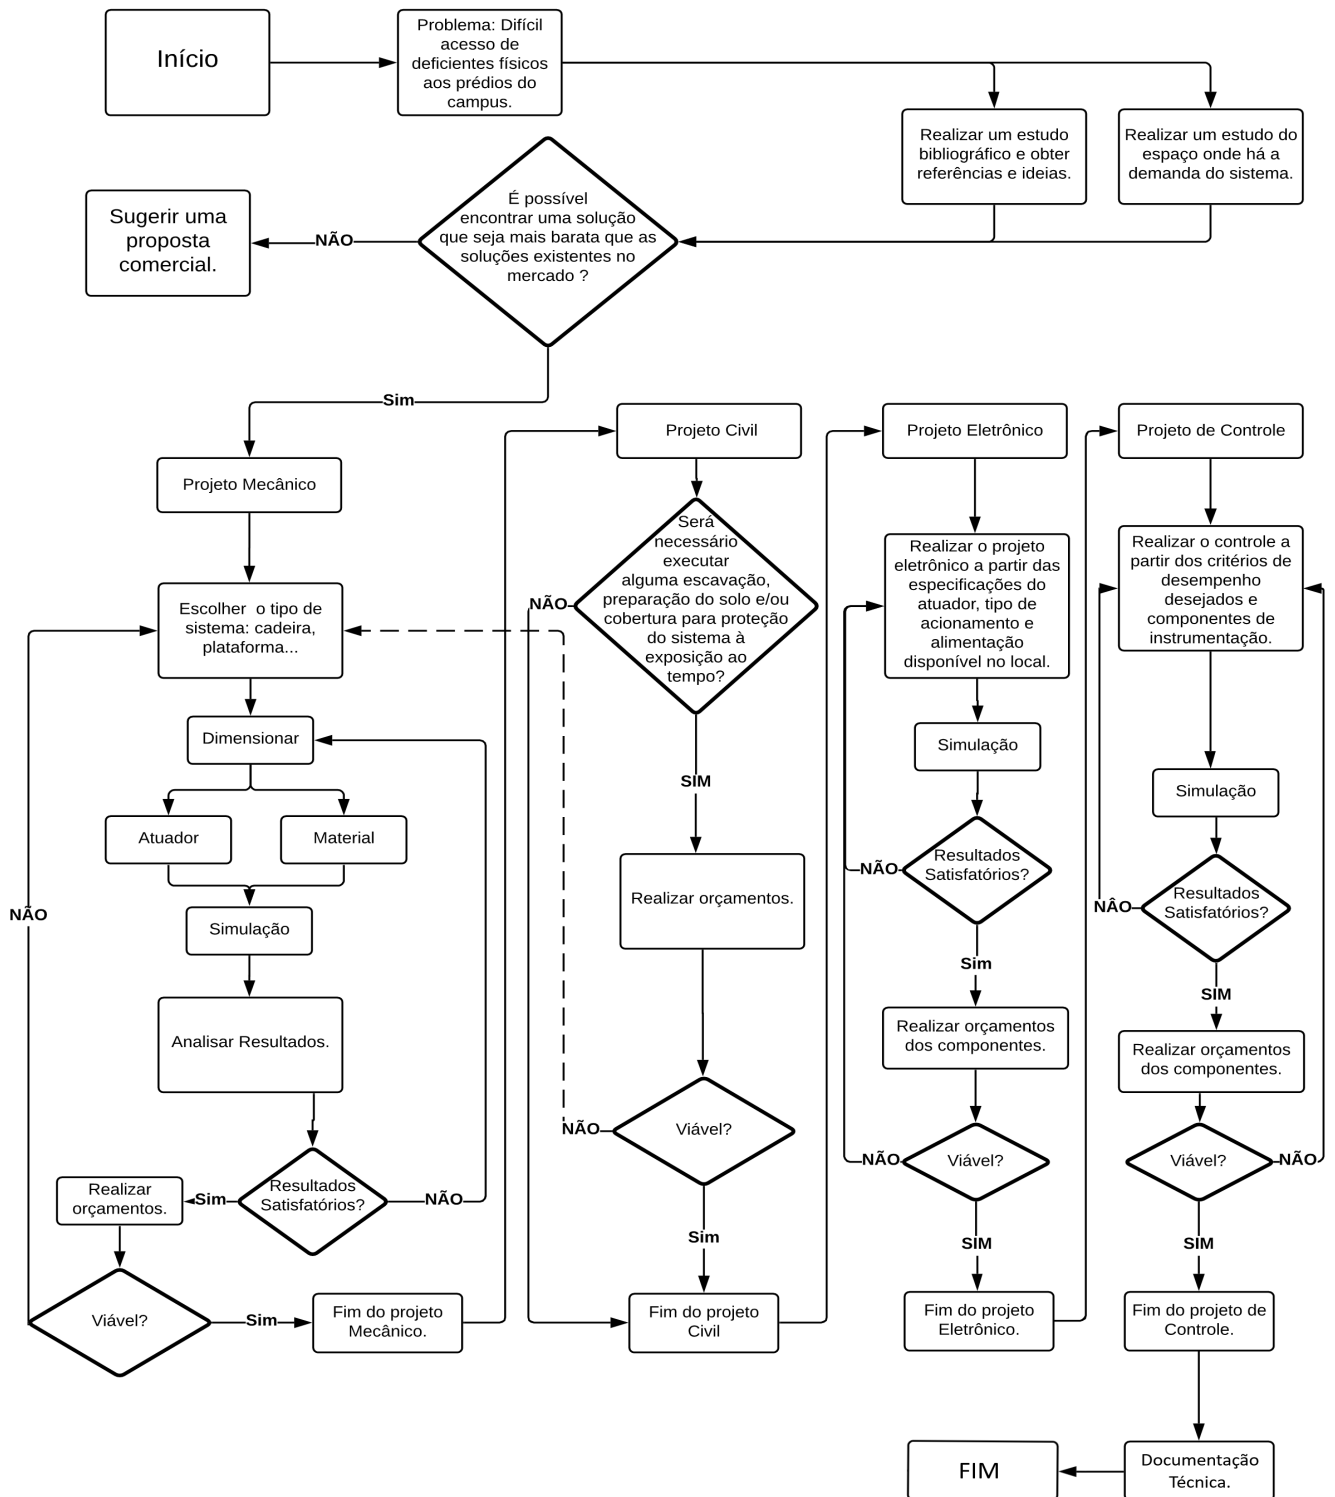 Início
Problema: Difícil
acesso de
deficientes físicos
aos prédios do
campus.
Realizar um estudo
bibliográfico e obter
referências e ideias.
Realizar um estudo do
espaço onde há a
demanda do sistema.
É possível
encontrar uma solução
que seja mais barata que as
soluções existentes no
mercado ?
NÃO
Sugerir uma
proposta
comercial.
Sim
Projeto Mecânico
Escolher o tipo de
sistema: cadeira,
plataforma...
Dimensionar
Atuador
Material
Simulação
Analisar Resultados.
Resultados
Satisfatórios?
NÃO
Sim
Realizar
orçamentos.
Viável?
NÃO
Sim
Fim do projeto
Mecânico.
Projeto Civil
Será
necessário
executar
alguma escavação,
preparação do solo e/ou
cobertura para proteção
do sistema à
exposição ao
tempo?
NÃO
SIM
Realizar orçamentos.
Viável?
NÃO
Sim
Fim do projeto
Civil
Projeto Eletrônico
Realizar o projeto
eletrônico a partir das
especificações do
atuador, tipo de
acionamento e
alimentação
disponível no local.
Simulação
Resultados
Satisfatórios?
NÃO
Sim
Realizar orçamentos
dos componentes.
Viável?
NÃO
SIM
Fim do projeto
Eletrônico.
Projeto de Controle
Realizar o controle a
partir dos critérios de
desempenho
desejados e
componentes de
instrumentação.
Simulação
Resultados
Satisfatórios?
NÂO
SIM
Realizar orçamentos
dos componentes.
Viável?
NÃO
SIM
Fim do projeto de
Controle.
Documentação
Técnica.
FIM